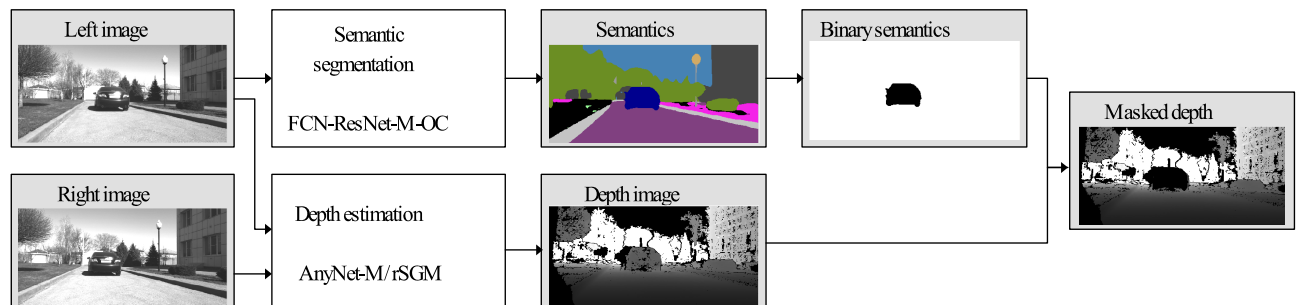 Left image
Semantic
segmentation
FCN-ResNet-M-OC
Semantics
Binary semantics
Masked depth
Right image
Depth estimation
AnyNet-M/rSGM
Depth image